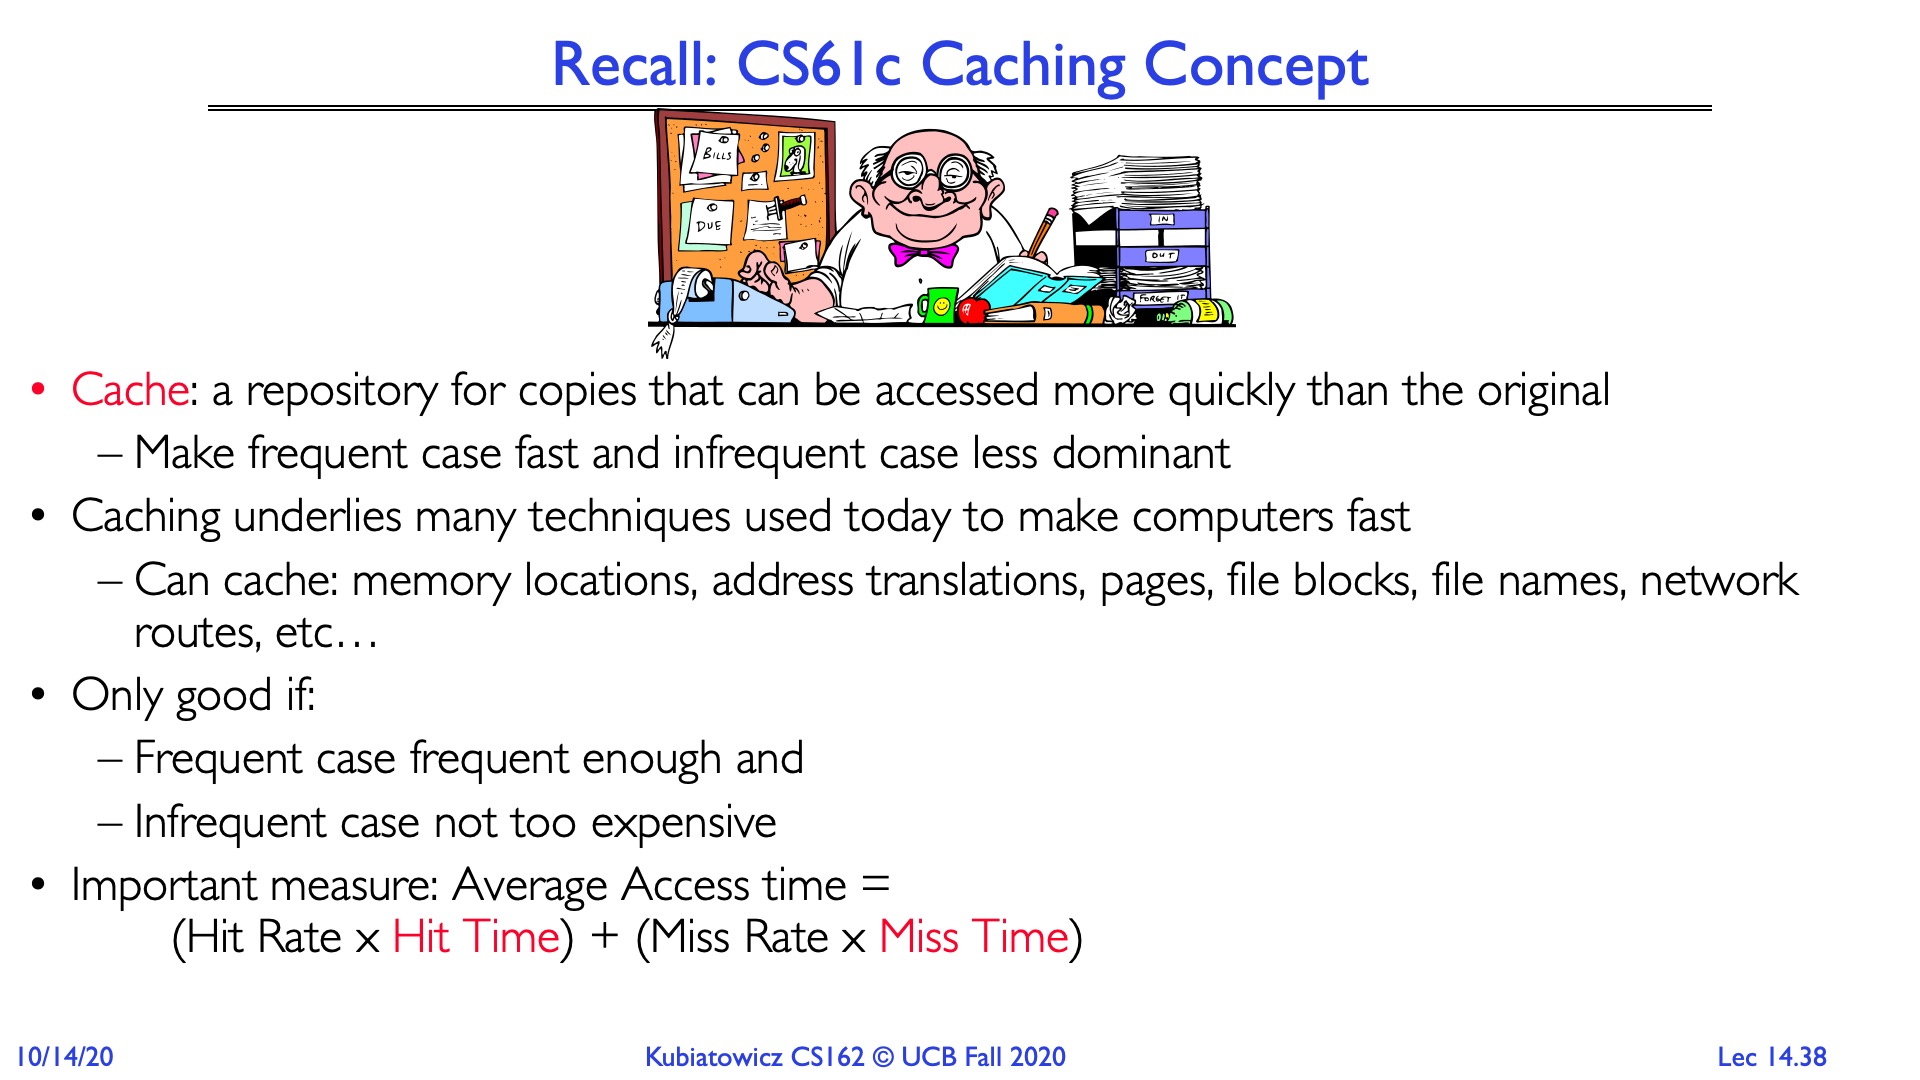 Recall: CS61c Caching Concept
BILLS
DUE
IN
OUT
FORGET IT
D
• Cache: a repository for copies that can be accessed more quickly than the original
– Make frequent case fast and infrequent case less dominant
• Caching underlies many techniques used today to make computers fast
– Can cache: memory locations, address translations, pages, file blocks, file names, network
routes, etc…
• Only good if:
– Frequent case frequent enough and
– Infrequent case not too expensive
• Important measure: Average Access time =
(Hit Rate x Hit Time) + (Miss Rate x Miss Time)
10/14/20
Kubiatowicz CS162 © UCB Fall 2020
Lec 14.38